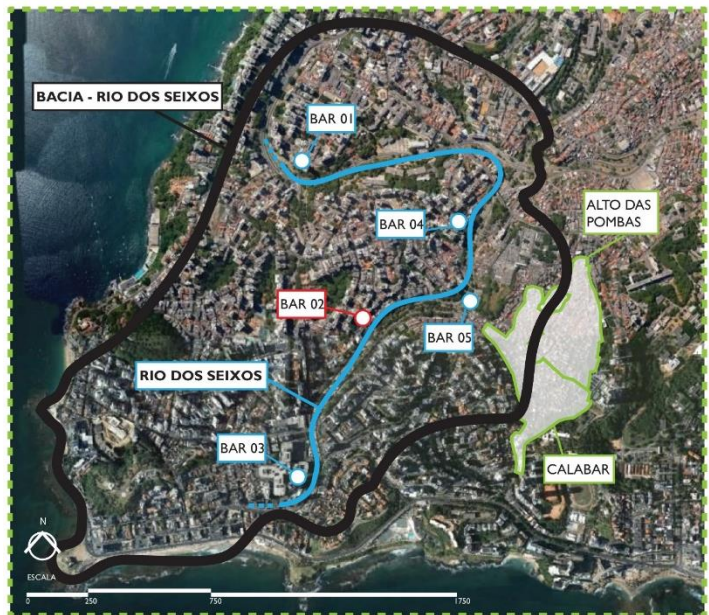 BACIA - RIO DOS SEIXOS
BAR 01
ALTO DAS
POMBAS
BAR 04
BAR 02
BAR 05
RIO DOS SEIXOS
BAR 03
CALABAR
N
ESCALA
0
250
750
1750